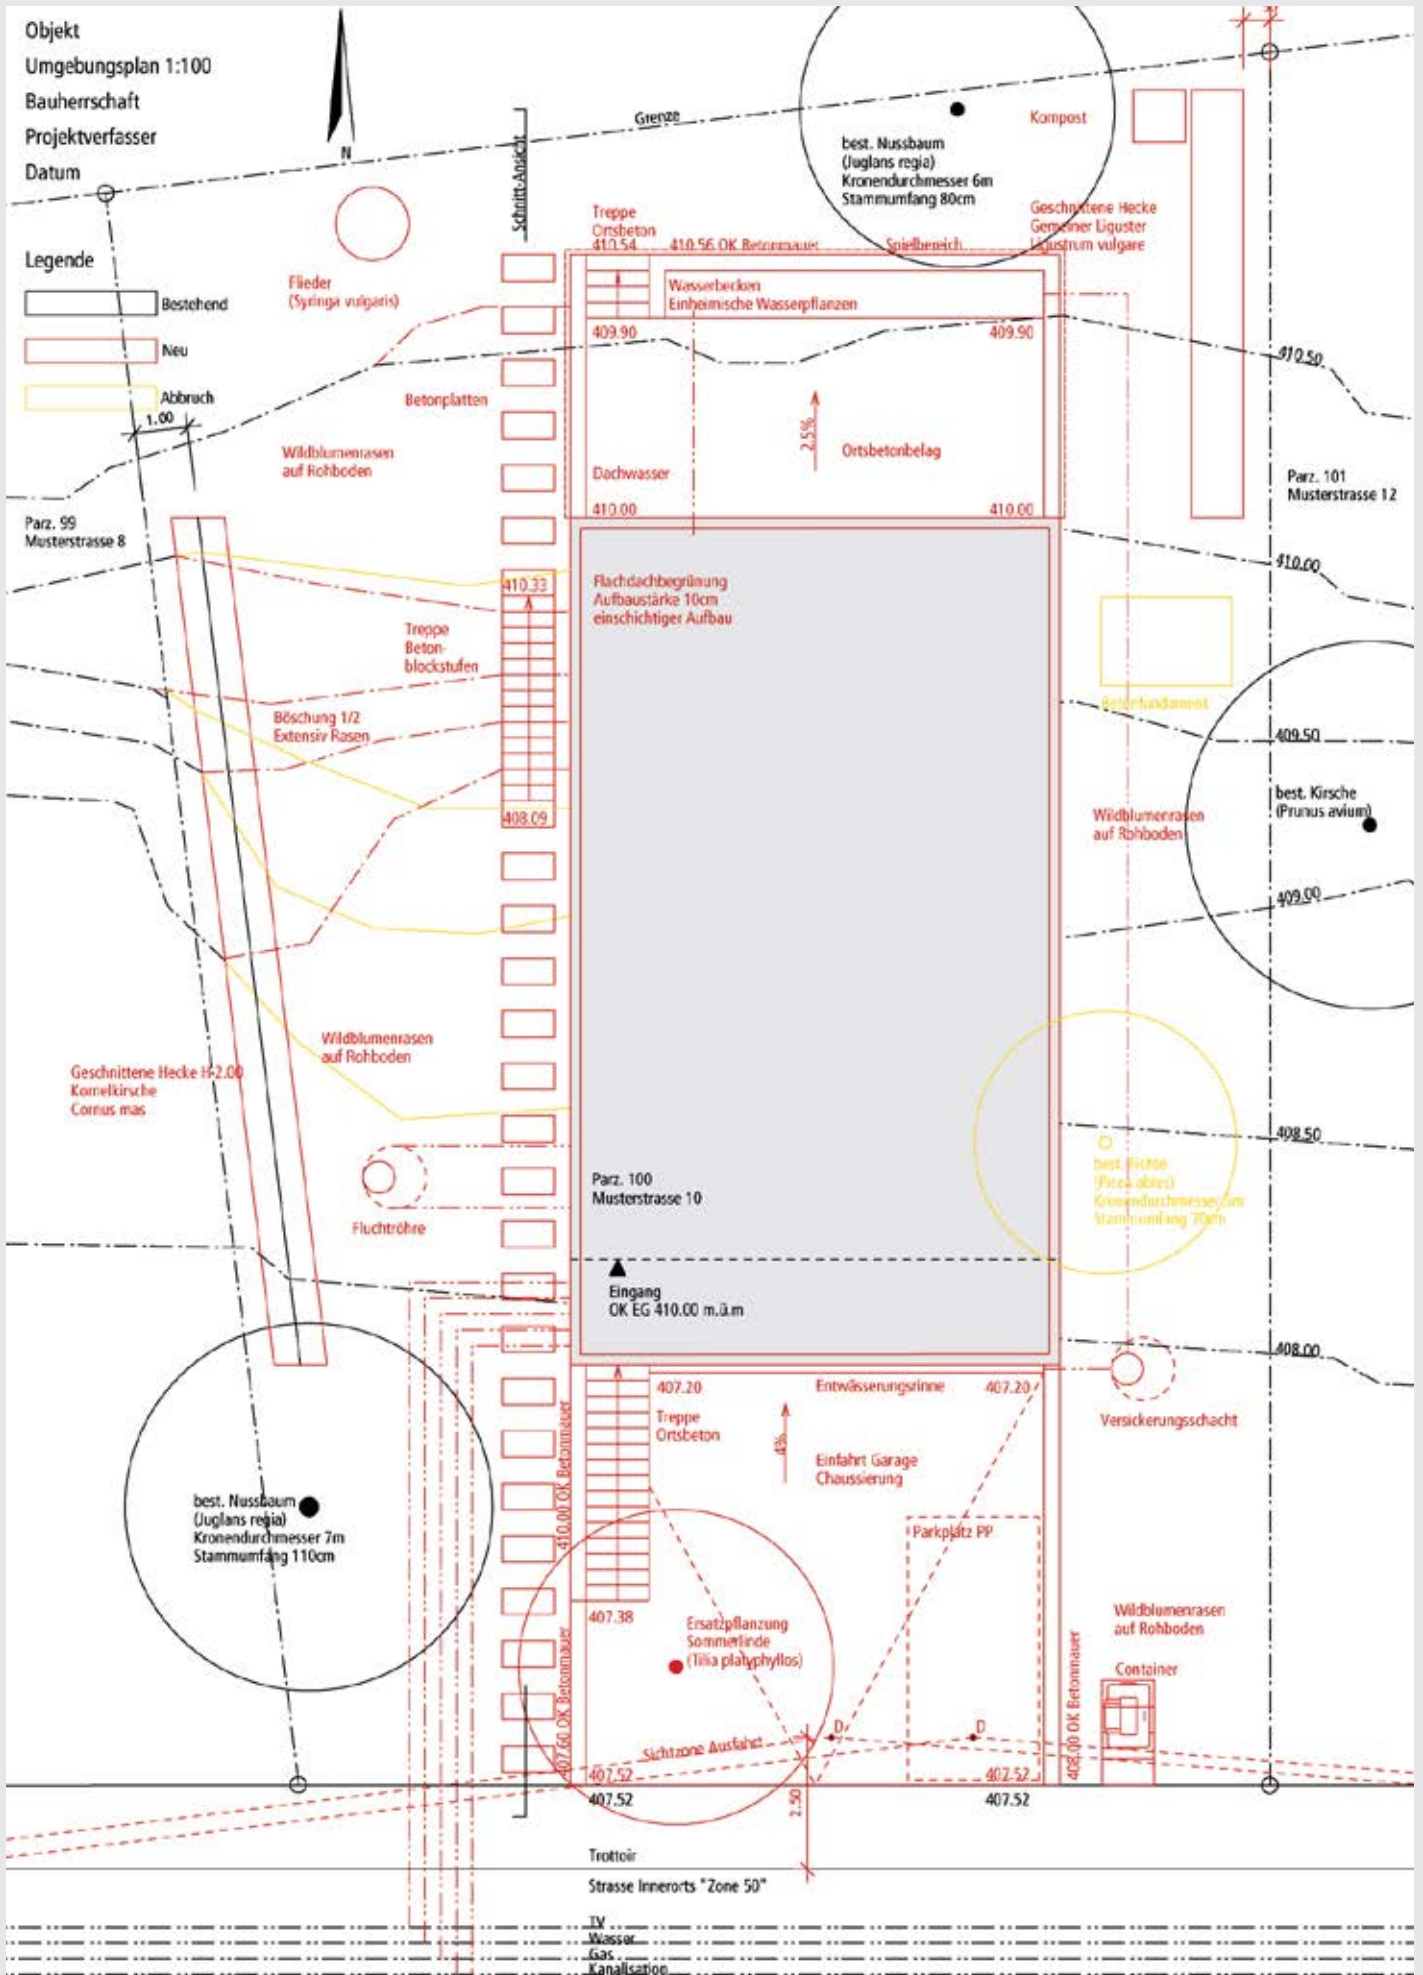 Objekt
Umgebungsplan 1:100
Bauherrschaft
Projektverfasser
Datum
N
Grenze
Schnitt-Ansicht
best. Nussbaum
(Juglans regia)
Kronendurchmesser 6m
Stammumfang 80cm
Kompost
Geschnittene Hecke
Gemeiner Liguster
Ligustrum vulgare
Legende
Bestehend
Neu
Abbruch
1.00
Flieder
(Syringa vulgaris)
Treppe
Ortsbeton
410.54
410.56 OK Betonmauer
Spielbereich
Wasserbecken
Einheimische Wasserpflanzen
409.90
409.90
410.50
Betonplatten
Wildblumenrasen
auf Rohboden
2.5%
Ortsbetonbelag
Dachwasser
410.00
410.00
Parz. 101
Musterstrasse 12
Parz. 99
Musterstrasse 8
410.00
410.33
Flachdachbegrünung
Aufbaustärke 10cm
einschichtiger Aufbau
Treppe
Beton-
blockstufen
Böschung 1/2
Extensiv Rasen
Betonfundament
409.50
408.09
best. Kirsche
(Prunus avium)
Wildblumenrasen
auf Rohboden
409.00
Wildblumenrasen
auf Rohboden
Geschnittene Hecke H-2.00
Kornelkirsche
Cornus mas
408.50
best. Fichte
(Picea abies)
Kronendurchmesser 5m
Stammumfang 70cm
Parz. 100
Musterstrasse 10
Fluchtröhre
Eingang
OK EG 410.00 m.ü.m
408.00
407.20
Entwässerungsrinne
407.20
Treppe
Ortsbeton
4%
Einfahrt Garage
Chaussierung
Versickerungsschacht
410.00 OK Betonmauer
best. Nussbaum
(Juglans regia)
Kronendurchmesser 7m
Stammumfang 110cm
Parkplatz PP
407.38
Ersatzpflanzung
Sommerlinde
(Tilia platyphyllos)
Wildblumenrasen
auf Rohboden
Container
407.60 OK Betonmauer
408.00 OK Betonmauer
Sichtzone Ausfahrt
D
D
407.52
407.52
407.52
407.52
2.50
Trottoir
Strasse Innerorts "Zone 50"
TV
Wasser
Gas
Kanalisation